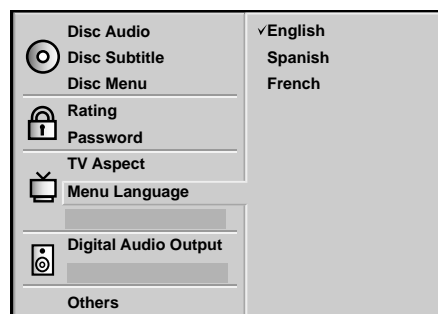 Disc Audio
Disc Subtitle
Disc Menu
Rating
Password
TV Aspect
Menu Language
Digital Audio Output
Others
✓English
Spanish
French